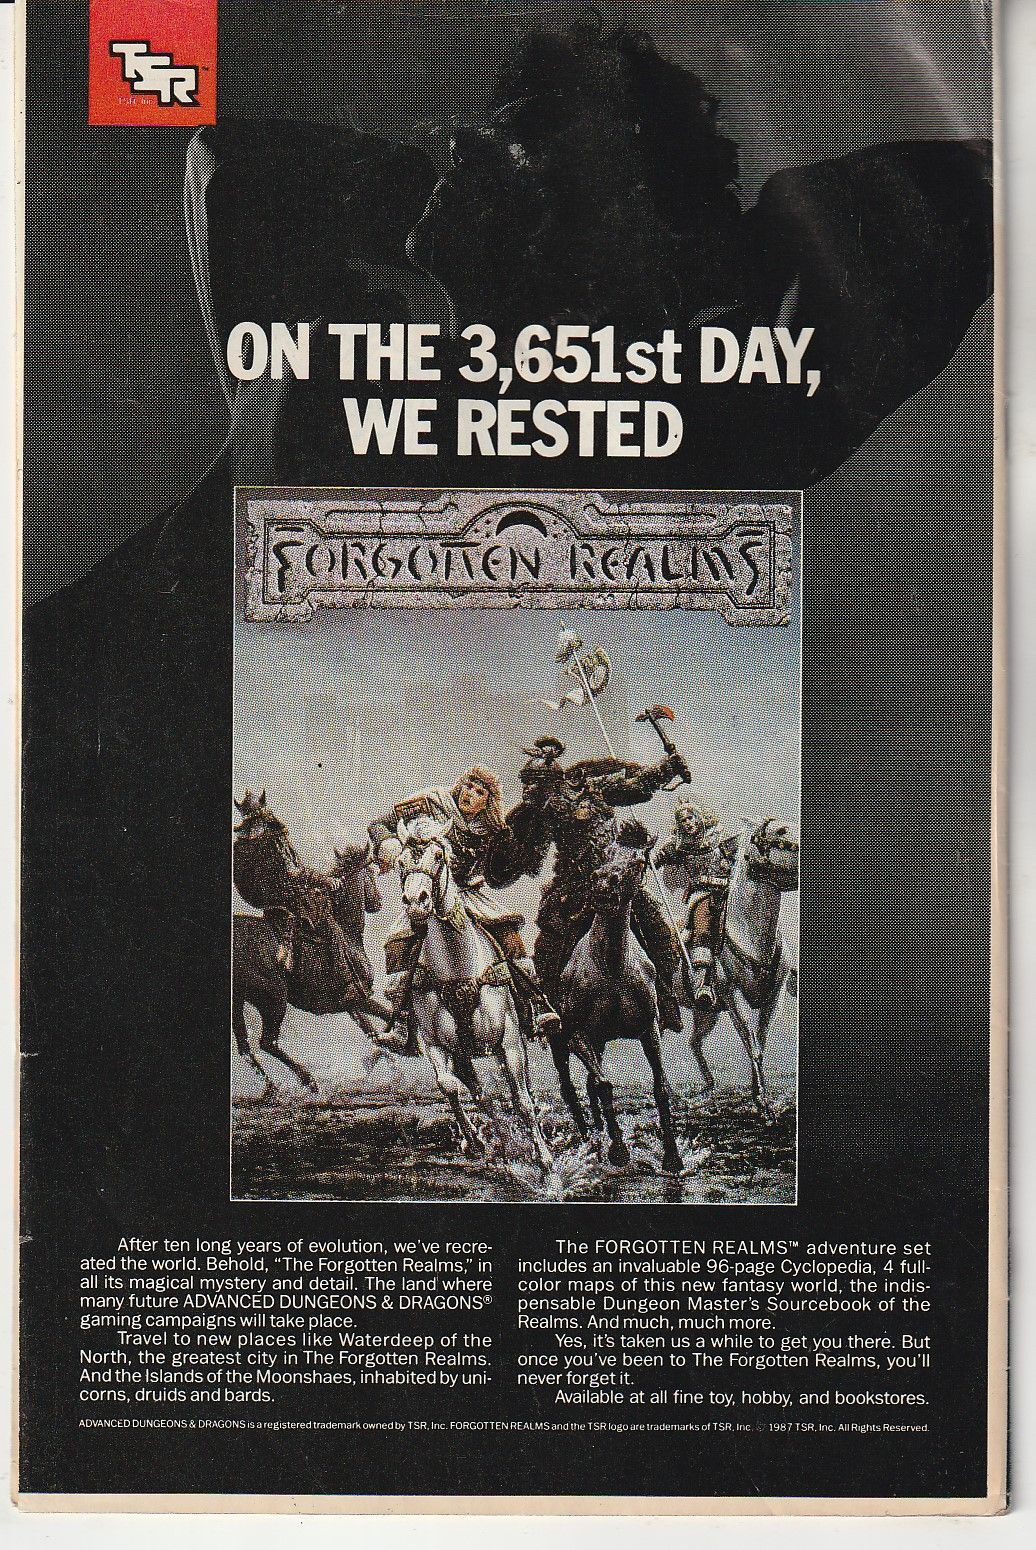 TSR™
TSR, Inc.
ON THE 3,651st DAY,
WE RESTED
FORGOTTEN REALMS
After ten long years of evolution, we've recre-
ated the world. Behold, "The Forgotten Realms," in
all its magical mystery and detail. The land where
many future ADVANCED DUNGEONS & DRAGONS®
gaming campaigns will take place.
Travel to new places like Waterdeep of the
North, the greatest city in The Forgotten Realms.
And the Islands of the Moonshaes, inhabited by uni-
corns, druids and bards.
The FORGOTTEN REALMS™ adventure set
includes an invaluable 96-page Cyclopedia, 4 full-
color maps of this new fantasy world, the indis-
pensable Dungeon Master's Sourcebook of the
Realms. And much, much more.
Yes, it's taken us a while to get you there. But
once you've been to The Forgotten Realms, you'll
never forget it.
Available at all fine toy, hobby, and bookstores.
ADVANCED DUNGEONS & DRAGONS is a registered trademark owned by TSR, Inc. FORGOTTEN REALMS and the TSR logo are trademarks of TSR, Inc. © 1987 TSR, Inc. All Rights Reserved.